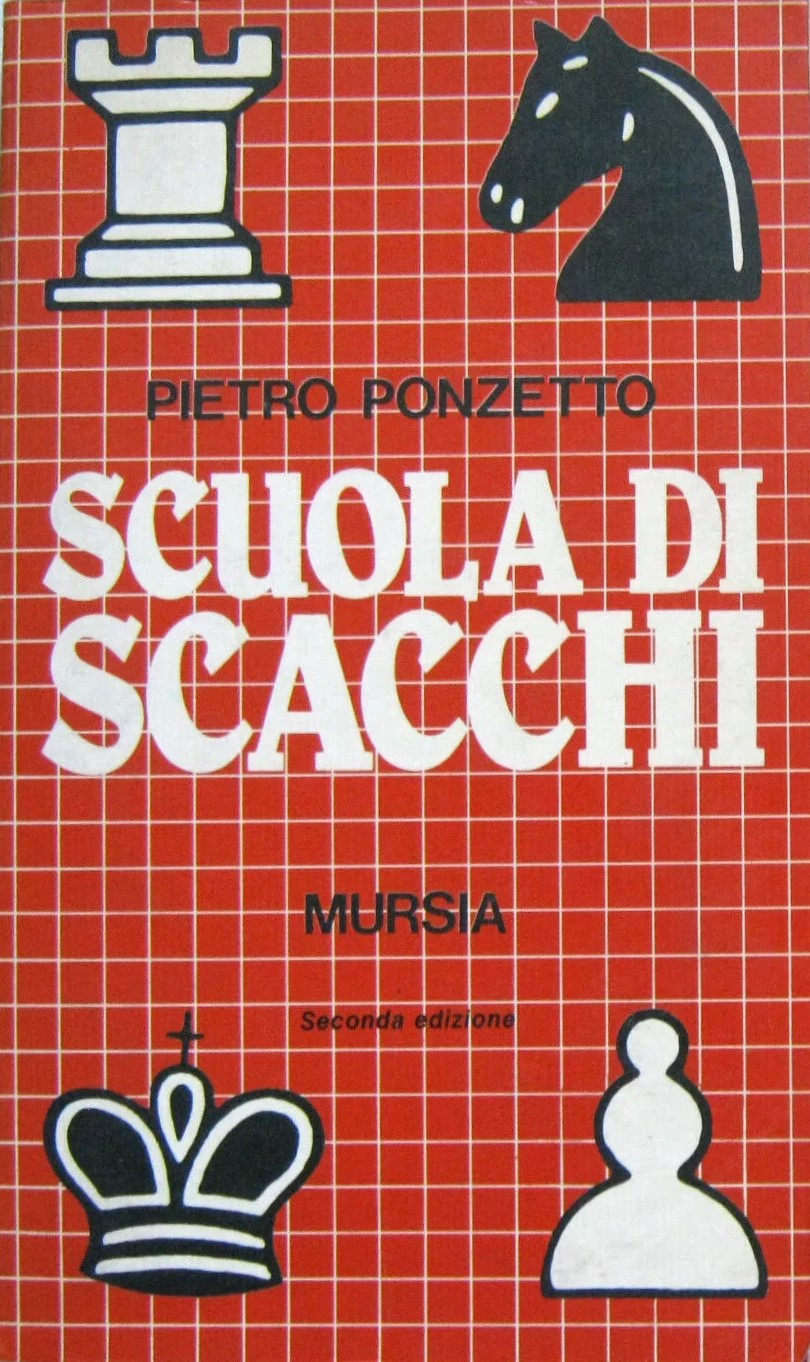 PIETRO PONZETTO
SCUOLA DI
SCACCHI
MURSIA
Seconda edizione